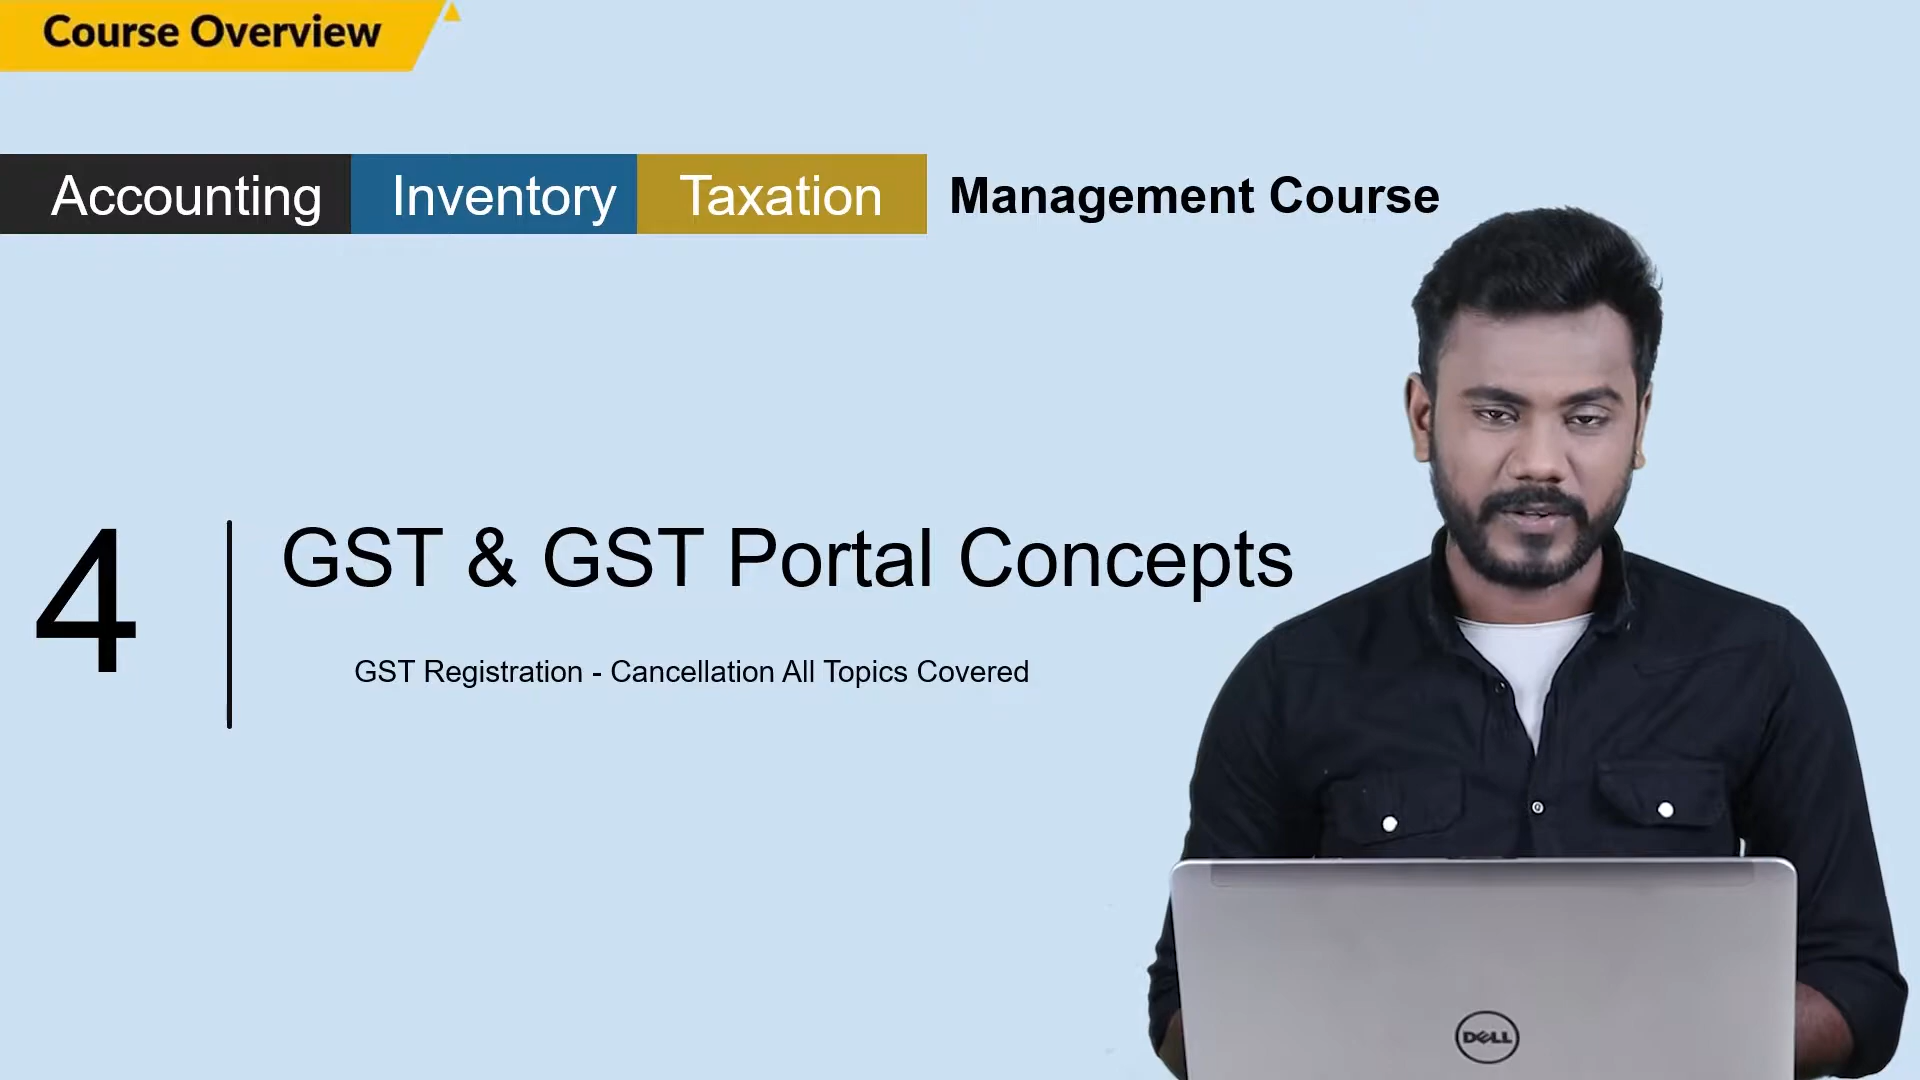 Course Overview
Accounting Inventory Taxation Management Course
4
GST & GST Portal Concepts
GST Registration - Cancellation All Topics Covered
DELL